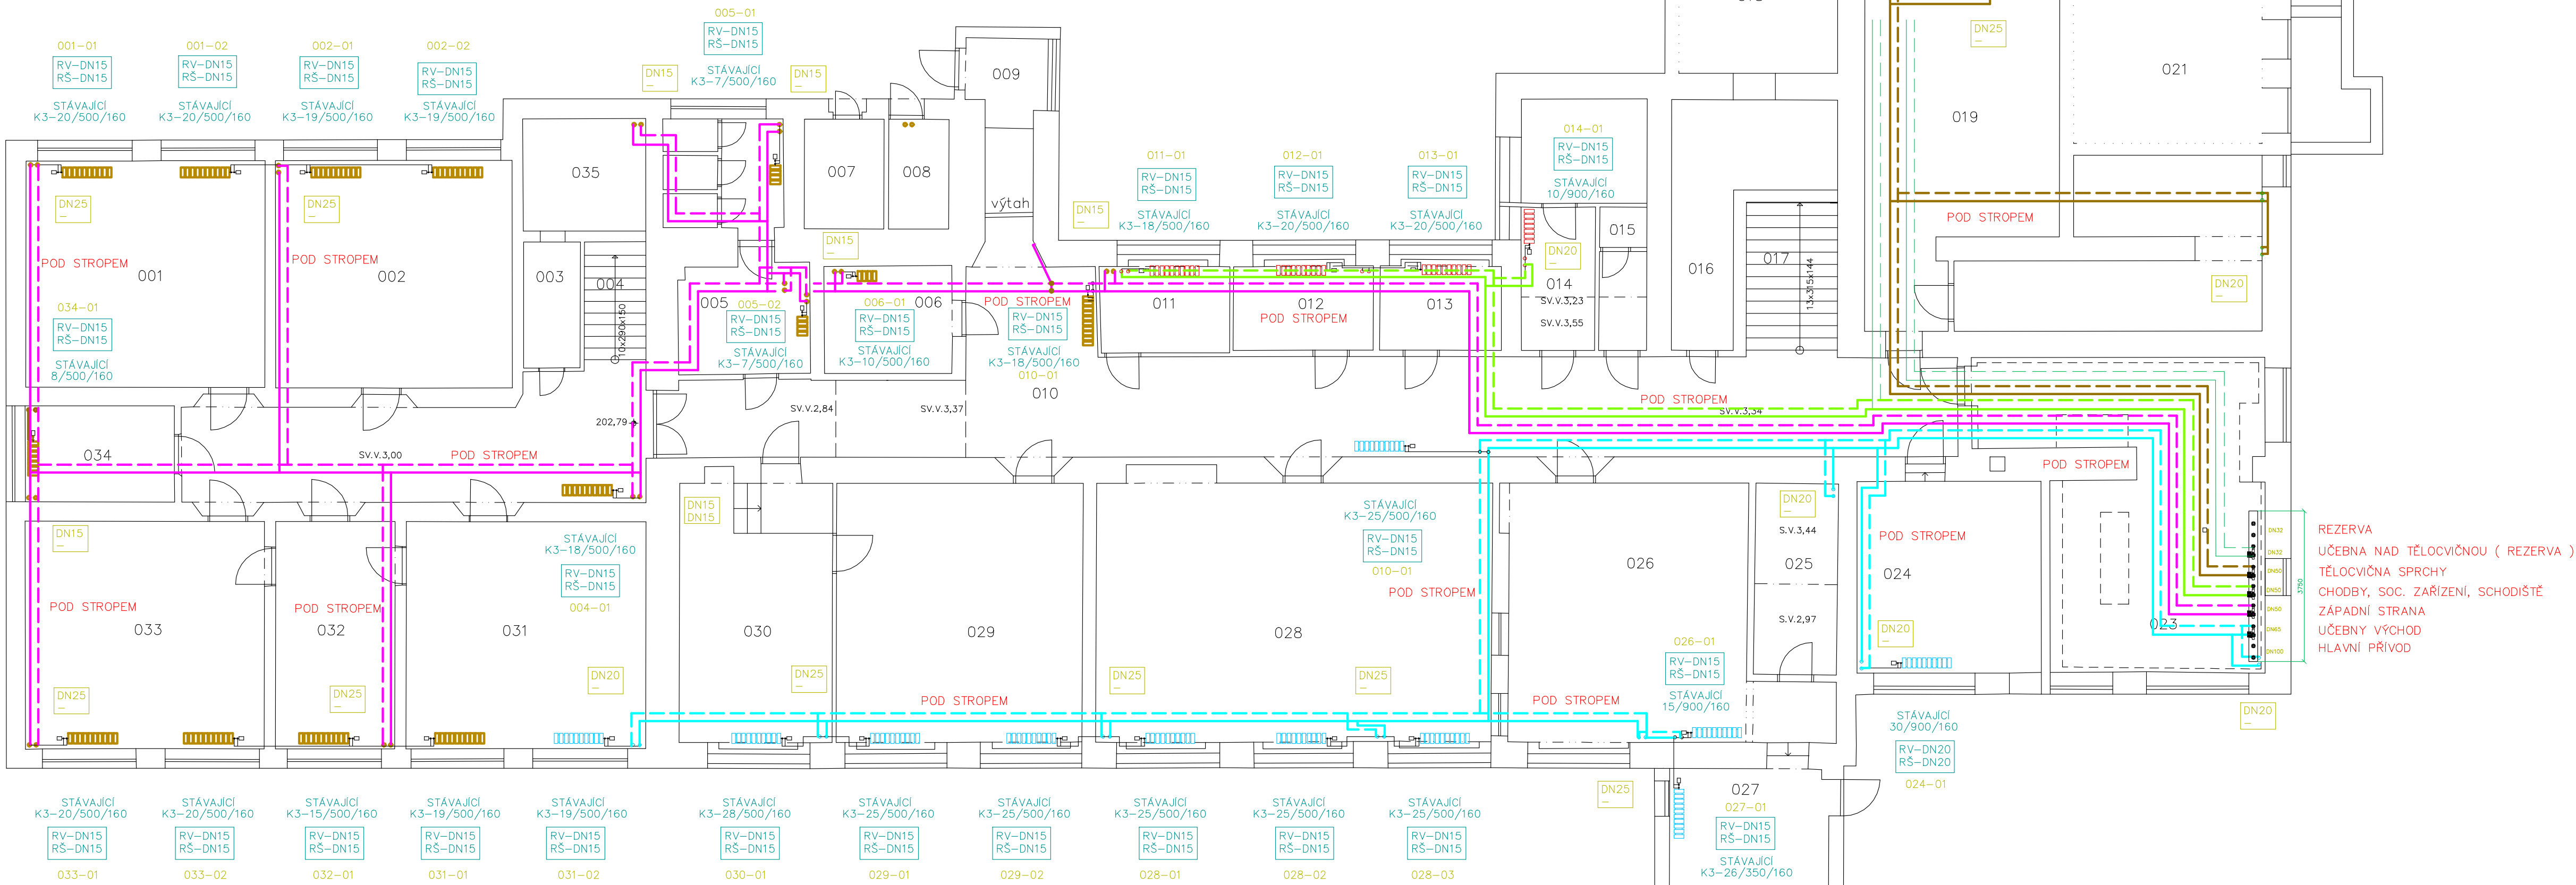 001-01
RV-DN15
RŠ-DN15
STÁVAJÍCÍ
K3-20/500/160
001-02
RV-DN15
RŠ-DN15
STÁVAJÍCÍ
K3-20/500/160
002-01
RV-DN15
RŠ-DN15
STÁVAJÍCÍ
K3-19/500/160
002-02
RV-DN15
RŠ-DN15
STÁVAJÍCÍ
K3-19/500/160
005-01
RV-DN15
RŠ-DN15
STÁVAJÍCÍ
K3-7/500/160
DN15
–
DN15
–
009
007
008
výtah
035
003
004
10x290x150
DN25
–
DN25
–
POD STROPEM
POD STROPEM
001
002
034-01
RV-DN15
RŠ-DN15
STÁVAJÍCÍ
8/500/160
034
005
005-02
RV-DN15
RŠ-DN15
STÁVAJÍCÍ
K3-7/500/160
DN15
–
006-01
006
RV-DN15
RŠ-DN15
STÁVAJÍCÍ
K3-10/500/160
POD STROPEM
RV-DN15
RŠ-DN15
STÁVAJÍCÍ
K3-18/500/160
010-01
010
DN15
–
011-01
RV-DN15
RŠ-DN15
STÁVAJÍCÍ
K3-18/500/160
012-01
RV-DN15
RŠ-DN15
STÁVAJÍCÍ
K3-20/500/160
013-01
RV-DN15
RŠ-DN15
STÁVAJÍCÍ
K3-20/500/160
011
012
013
POD STROPEM
014-01
RV-DN15
RŠ-DN15
STÁVAJÍCÍ
10/900/160
DN20
–
014
SV.V.3,23
SV.V.3,55
015
016
017
13x315x144
DN25
–
019
021
POD STROPEM
DN20
–
202,79
SV.V.3,00
POD STROPEM
SV.V.2,84
SV.V.3,37
POD STROPEM
SV.V.3,34
POD STROPEM
DN15
–
POD STROPEM
033
DN25
–
POD STROPEM
032
DN25
–
STÁVAJÍCÍ
K3-18/500/160
RV-DN15
RŠ-DN15
004-01
031
DN20
–
DN15
DN15
030
DN25
–
029
POD STROPEM
028
DN25
–
DN25
–
STÁVAJÍCÍ
K3-25/500/160
RV-DN15
RŠ-DN15
010-01
POD STROPEM
026
026-01
RV-DN15
RŠ-DN15
STÁVAJÍCÍ
15/900/160
POD STROPEM
DN20
–
S.V.3,44
025
S.V.2,97
POD STROPEM
024
DN20
–
023
DN32
DN32
DN50
DN50
DN50
DN65
DN100
3750
REZERVA
UČEBNA NAD TĚLOCVIČNOU ( REZERVA )
TĚLOCVIČNA SPRCHY
CHODBY, SOC. ZAŘÍZENÍ, SCHODIŠTĚ
ZÁPADNÍ STRANA
UČEBNY VÝCHOD
HLAVNÍ PŘÍVOD
DN20
–
STÁVAJÍCÍ
30/900/160
RV-DN20
RŠ-DN20
024-01
DN25
–
027
027-01
RV-DN15
RŠ-DN15
STÁVAJÍCÍ
K3-26/350/160
STÁVAJÍCÍ
K3-20/500/160
RV-DN15
RŠ-DN15
033-01
STÁVAJÍCÍ
K3-20/500/160
RV-DN15
RŠ-DN15
033-02
STÁVAJÍCÍ
K3-15/500/160
RV-DN15
RŠ-DN15
032-01
STÁVAJÍCÍ
K3-19/500/160
RV-DN15
RŠ-DN15
031-01
STÁVAJÍCÍ
K3-19/500/160
RV-DN15
RŠ-DN15
031-02
STÁVAJÍCÍ
K3-28/500/160
RV-DN15
RŠ-DN15
030-01
STÁVAJÍCÍ
K3-25/500/160
RV-DN15
RŠ-DN15
029-01
STÁVAJÍCÍ
K3-25/500/160
RV-DN15
RŠ-DN15
029-02
STÁVAJÍCÍ
K3-25/500/160
RV-DN15
RŠ-DN15
028-01
STÁVAJÍCÍ
K3-25/500/160
RV-DN15
RŠ-DN15
028-02
STÁVAJÍCÍ
K3-25/500/160
RV-DN15
RŠ-DN15
028-03